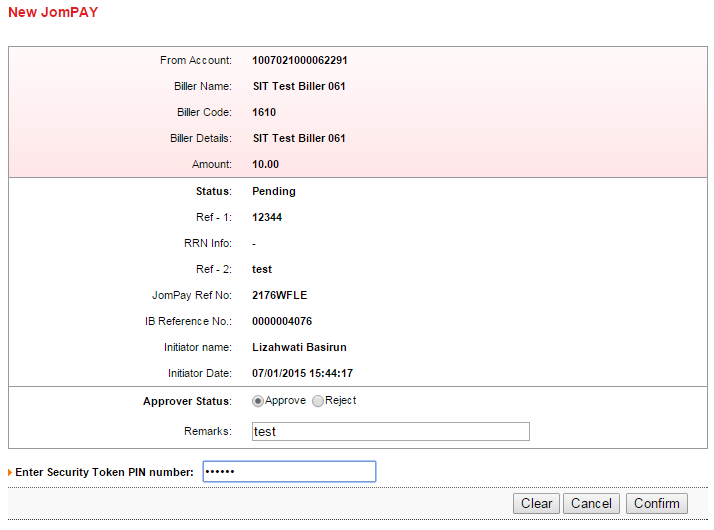 New JomPAY
From Account: 1007021000062291
Biller Name: SIT Test Biller 061
Biller Code: 1610
Biller Details: SIT Test Biller 061
Amount: 10.00
Status: Pending
Ref - 1: 12344
RRN Info: -
Ref - 2: test
JomPay Ref No: 2176WFLE
IB Reference No.: 0000004076
Initiator name: Lizahwati Basirun
Initiator Date: 07/01/2015 15:44:17
Approver Status: Approve Reject
Remarks: test
Enter Security Token PIN number: ••••••
Clear Cancel Confirm